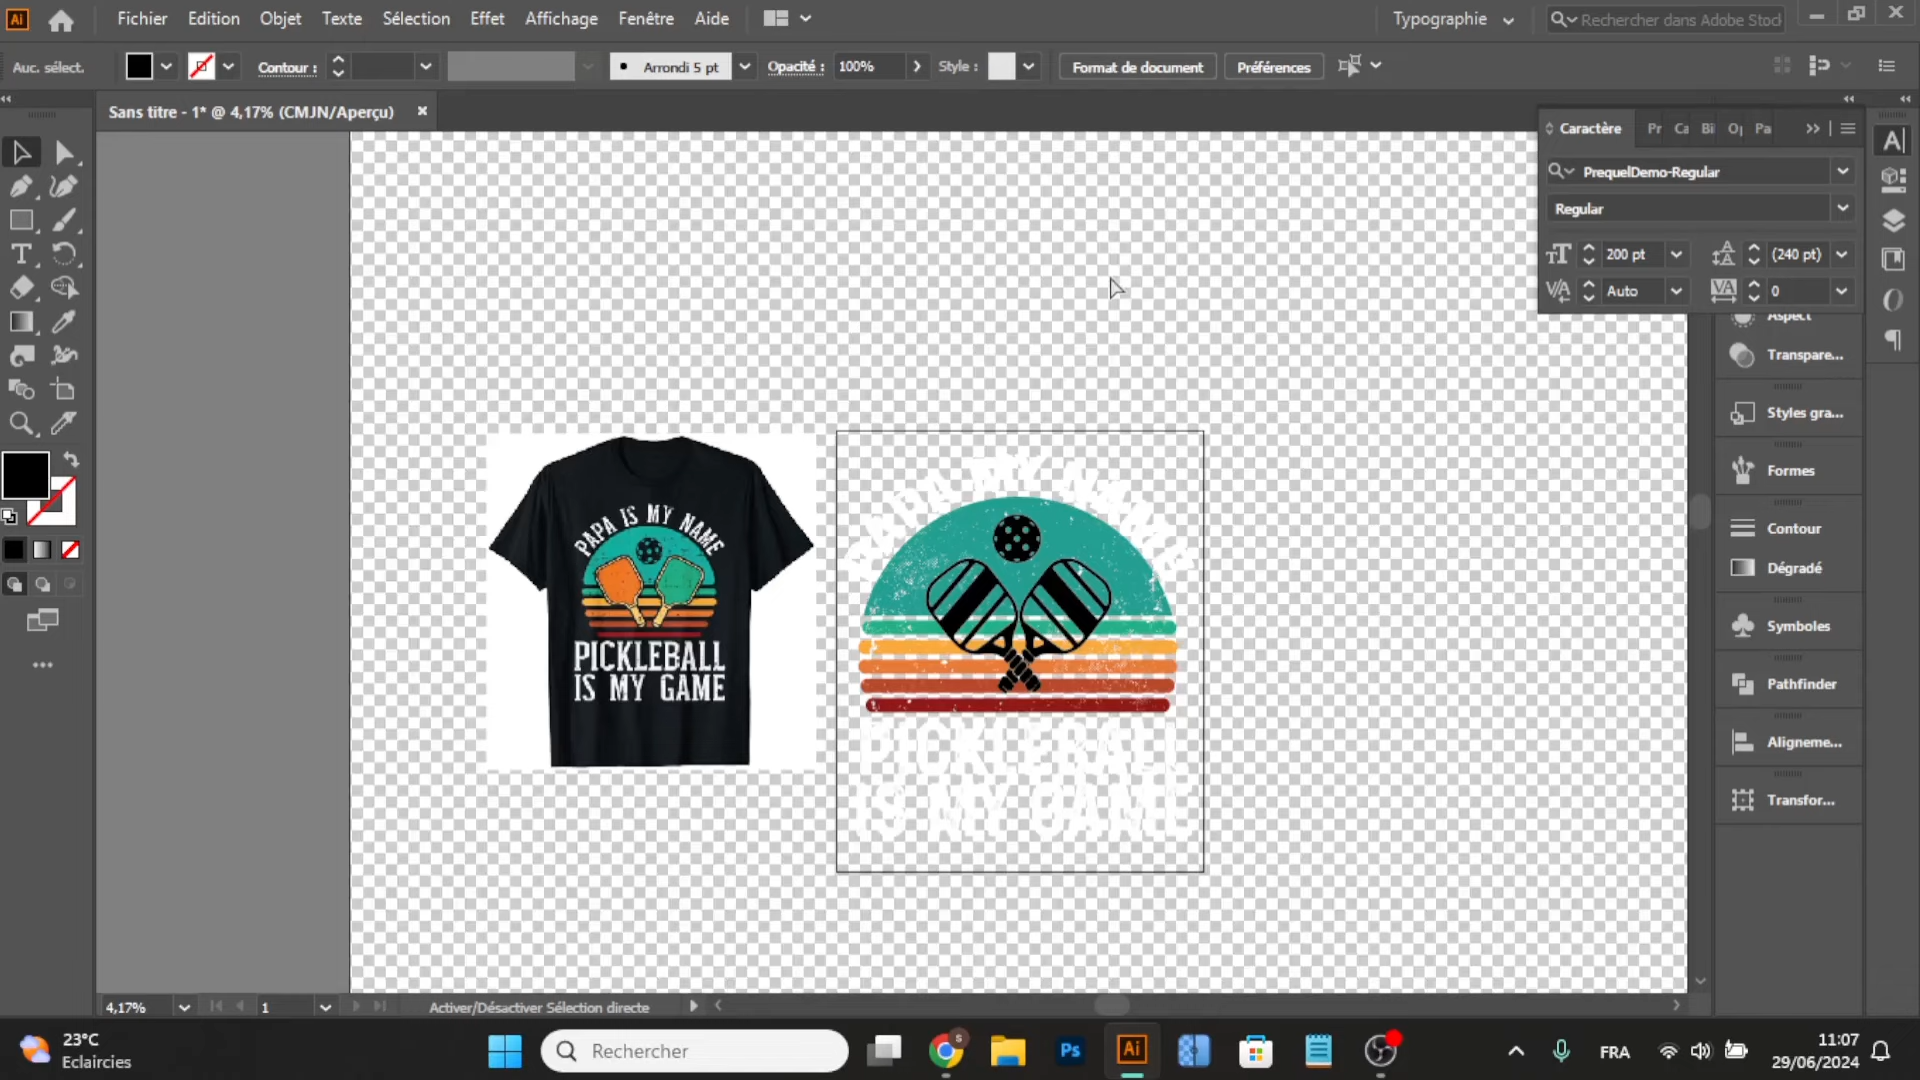 Ai Fichier Edition Objet Texte Sélection Effet Affichage Fenêtre Aide Typographie Rechercher dans Adobe Stock
Auc. sélect. Contour : Arrondi 5 pt Opacité : 100% Style : Format de document Préférences
Sans titre - 1* @ 4,17% (CMJN/Aperçu)
Caractère Pr Ca Bi O Pa
PrequelDemo-Regular
Regular
200 pt (240 pt)
Auto 0
Aspect
Transpare...
Styles gra...
Formes
Contour
Dégradé
Symboles
Pathfinder
Aligneme...
Transfor...
PAPA IS MY NAME
PICKLEBALL
IS MY GAME
PAPA IS MY NAME
PICKLEBALL
IS MY GAME
4,17% 1 Activer/Désactiver Sélection directe
23°C
Eclaircies
Rechercher
Ps
Ai
FRA
11:07
29/06/2024